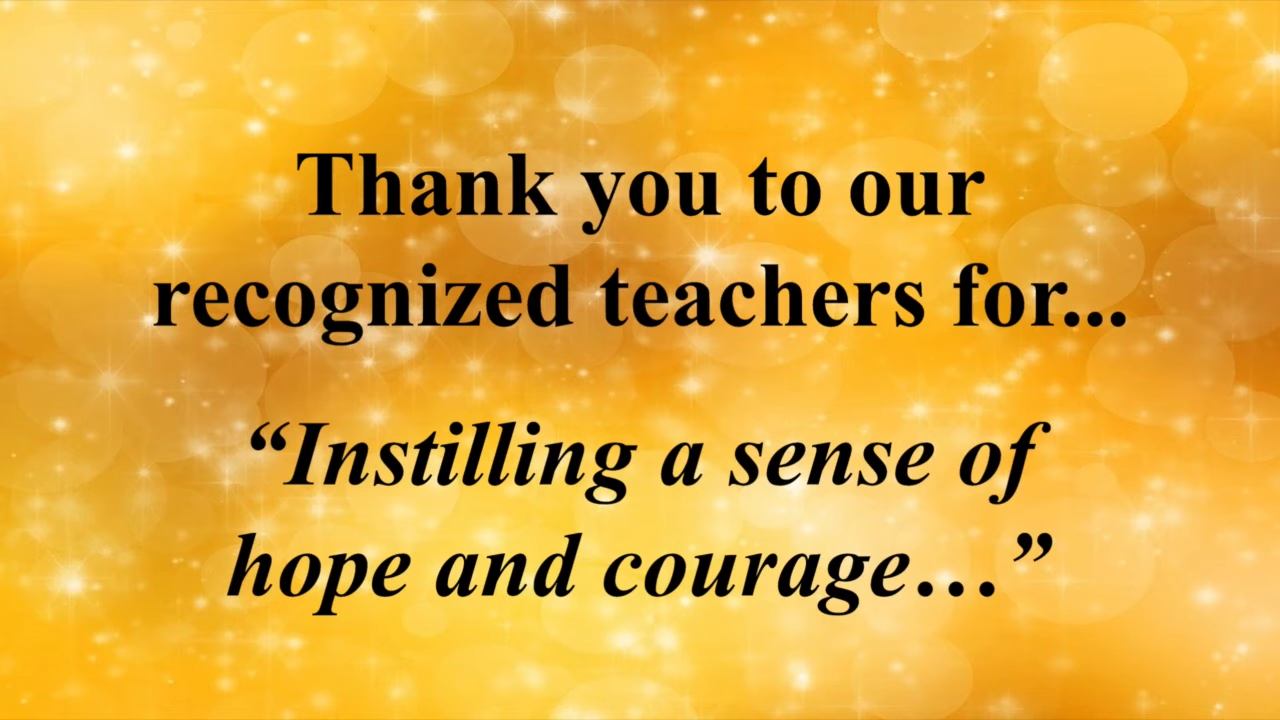 Thank you to our
recognized teachers for...
“Instilling a sense of
hope and courage…”